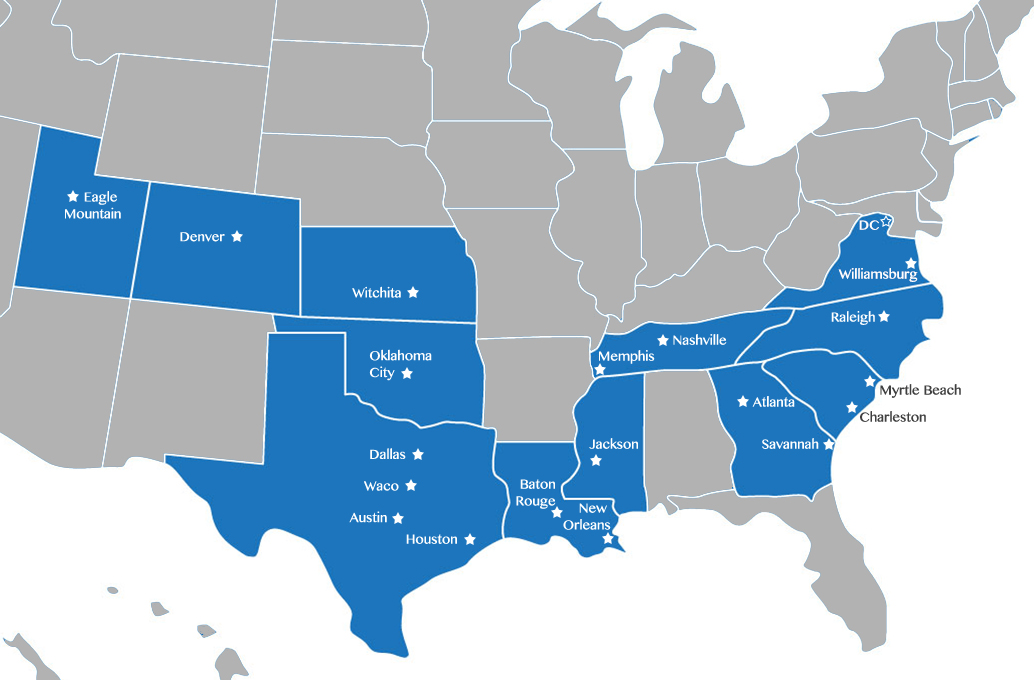 DC
Eagle
Mountain
Denver
Williamsburg
Witchita
Raleigh
Nashville
Memphis
Oklahoma
City
Myrtle Beach
Atlanta
Charleston
Jackson
Savannah
Dallas
Waco
Baton
Rouge
New
Orleans
Austin
Houston